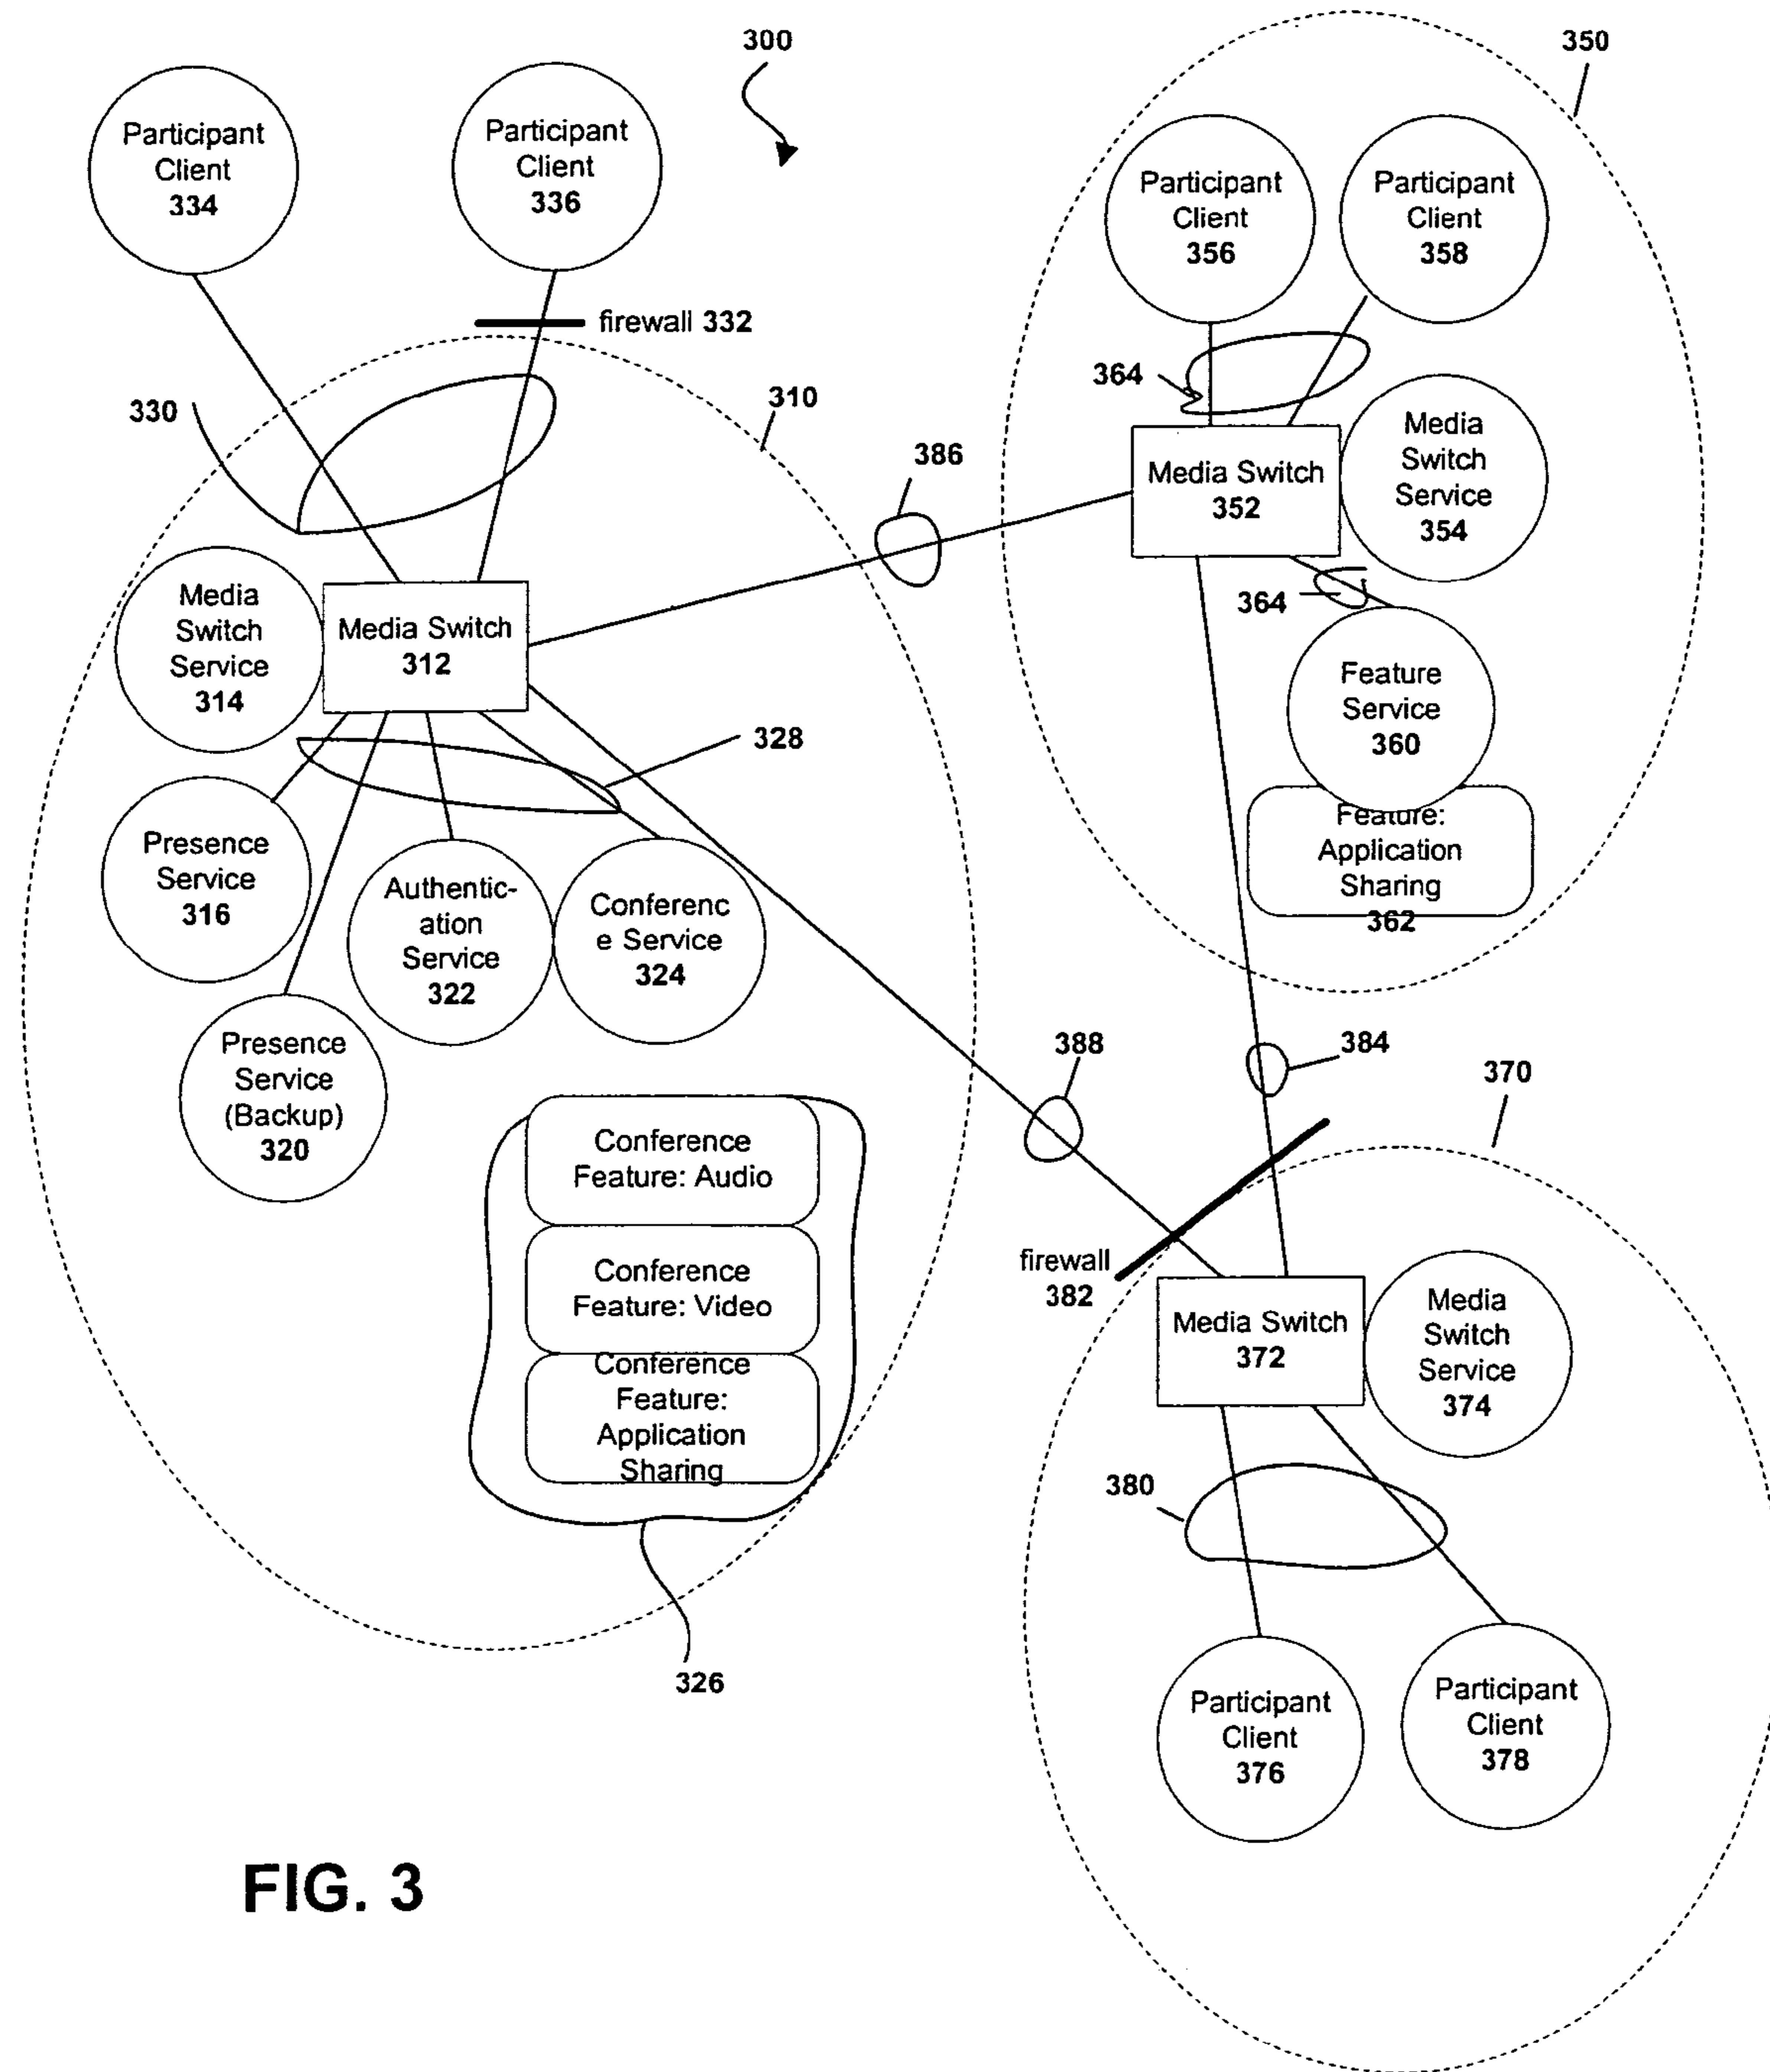 300
350
Participant
Client
334
Participant
Client
336
firewall 332
330
310
Media
Switch
Service
314
Media Switch
312
328
Presence
Service
316
Authentic-
ation
Service
322
Conferenc
e Service
324
Presence
Service
(Backup)
320
Conference
Feature: Audio
Conference
Feature: Video
Conference
Feature:
Application
Sharing
326
386
Participant
Client
356
Participant
Client
358
364
Media Switch
352
Media
Switch
Service
354
364
Feature
Service
360
Feature:
Application
Sharing
362
388
384
370
firewall
382
Media Switch
372
Media
Switch
Service
374
380
Participant
Client
376
Participant
Client
378
FIG. 3